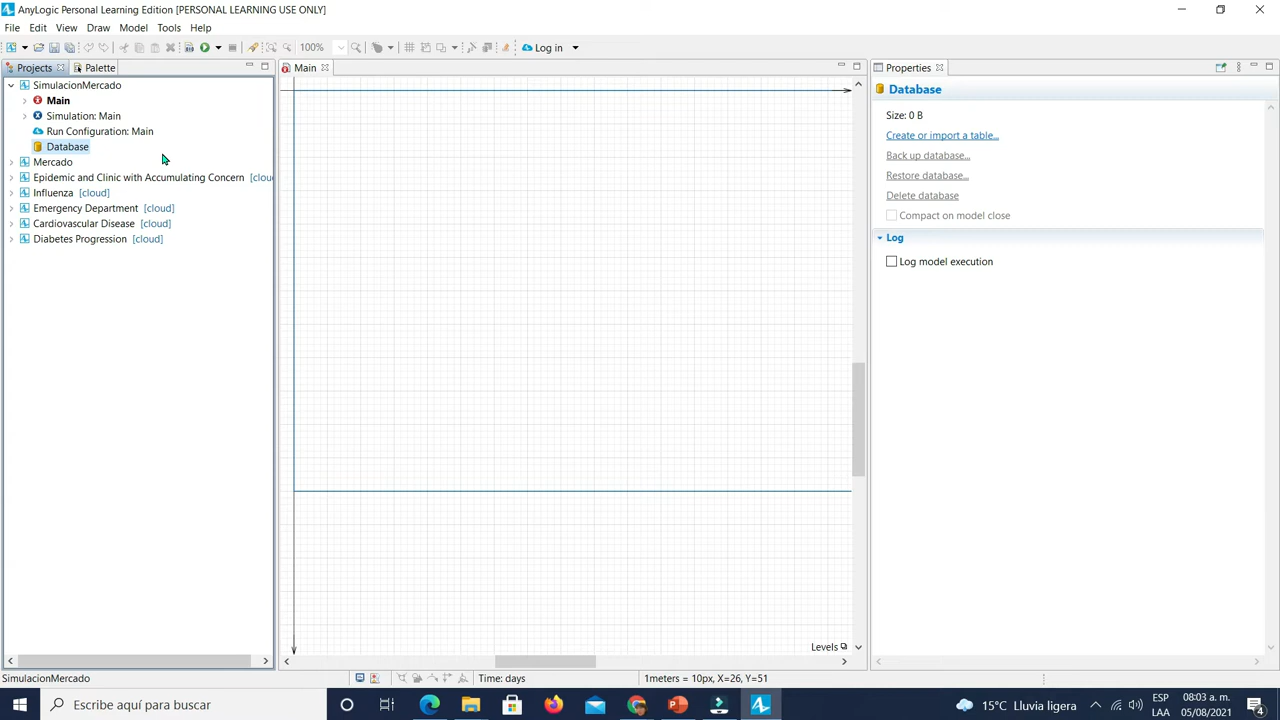 AnyLogic Personal Learning Edition [PERSONAL LEARNING USE ONLY]
File Edit View Draw Model Tools Help
100% Log in
Projects Palette
Main
Properties
SimulacionMercado
Main
Simulation: Main
Run Configuration: Main
Database
Mercado
Epidemic and Clinic with Accumulating Concern [clou
Influenza [cloud]
Emergency Department [cloud]
Cardiovascular Disease [cloud]
Diabetes Progression [cloud]
Levels
Database
Size: 0 B
Create or import a table...
Back up database...
Restore database...
Delete database
Compact on model close
Log
Log model execution
SimulacionMercado Time: days 1meters = 10px, X=26, Y=51
Escribe aquí para buscar
15°C Lluvia ligera
ESP
LAA
08:03 a. m.
05/08/2021
4